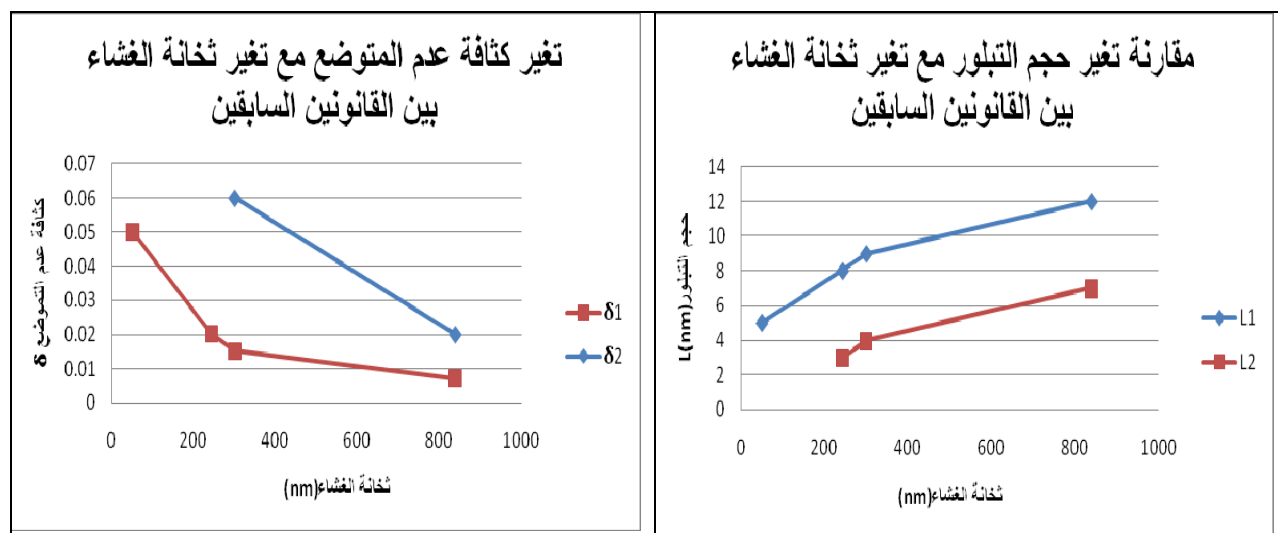 مقارنة تغير حجم التبلور مع تغير ثخانة الغشاء
بين القانونين السابقين
14
12
10
8
6
4
2
0
حجم التبلور L(nm)
0 200 400 600 800 1000
ثخانة الغشاء(nm)
L1
L2
تغير كثافة عدم المتوضع مع تغير ثخانة الغشاء
بين القانونين السابقين
0.07
0.06
0.05
0.04
0.03
0.02
0.01
0
كثافة عدم التموضع δ
0 200 400 600 800 1000
ثخانة الغشاء(nm)
δ1
δ2